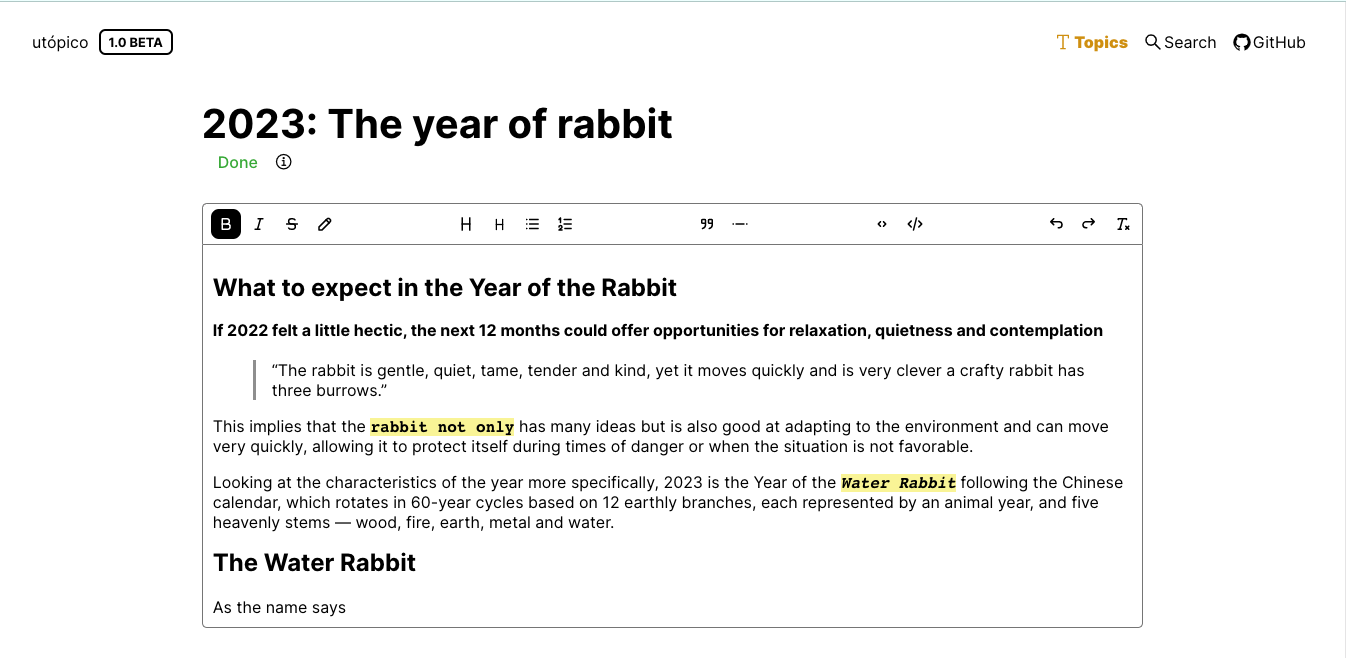 utópico 1.0 BETA Topics Search GitHub
2023: The year of rabbit
Done
B I S H H
What to expect in the Year of the Rabbit
If 2022 felt a little hectic, the next 12 months could offer opportunities for relaxation, quietness and contemplation
“The rabbit is gentle, quiet, tame, tender and kind, yet it moves quickly and is very clever a crafty rabbit has
three burrows.”
This implies that the rabbit not only has many ideas but is also good at adapting to the environment and can move
very quickly, allowing it to protect itself during times of danger or when the situation is not favorable.
Looking at the characteristics of the year more specifically, 2023 is the Year of the Water Rabbit following the Chinese
calendar, which rotates in 60-year cycles based on 12 earthly branches, each represented by an animal year, and five
heavenly stems — wood, fire, earth, metal and water.
The Water Rabbit
As the name says